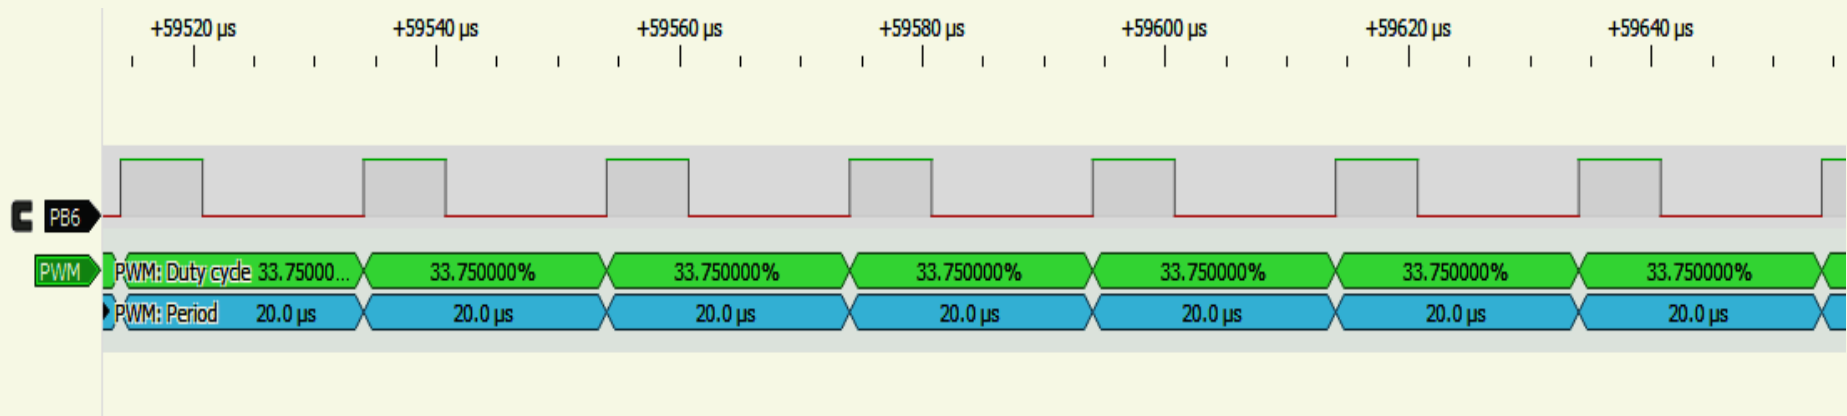 +59520 µs +59540 µs +59560 µs +59580 µs +59600 µs +59620 µs +59640 µs
PB6
PWM PWM: Duty cycle 33.75000... 33.750000% 33.750000% 33.750000% 33.750000% 33.750000% 33.750000%
PWM: Period 20.0 µs 20.0 µs 20.0 µs 20.0 µs 20.0 µs 20.0 µs 20.0 µs